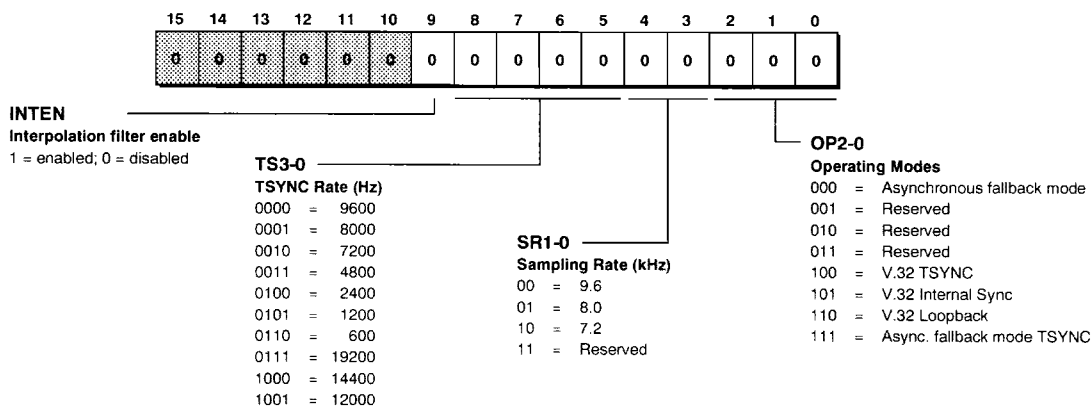 15 14 13 12 11 10 9 8 7 6 5 4 3 2 1 0
0 0 0 0 0 0 0 0 0 0 0 0 0 0 0 0
INTEN
Interpolation filter enable
1 = enabled; 0 = disabled
TS3-0
TSYNC Rate (Hz)
0000 = 9600
0001 = 8000
0010 = 7200
0011 = 4800
0100 = 2400
0101 = 1200
0110 = 600
0111 = 19200
1000 = 14400
1001 = 12000
SR1-0
Sampling Rate (kHz)
00 = 9.6
01 = 8.0
10 = 7.2
11 = Reserved
OP2-0
Operating Modes
000 = Asynchronous fallback mode
001 = Reserved
010 = Reserved
011 = Reserved
100 = V.32 TSYNC
101 = V.32 Internal Sync
110 = V.32 Loopback
111 = Async. fallback mode TSYNC